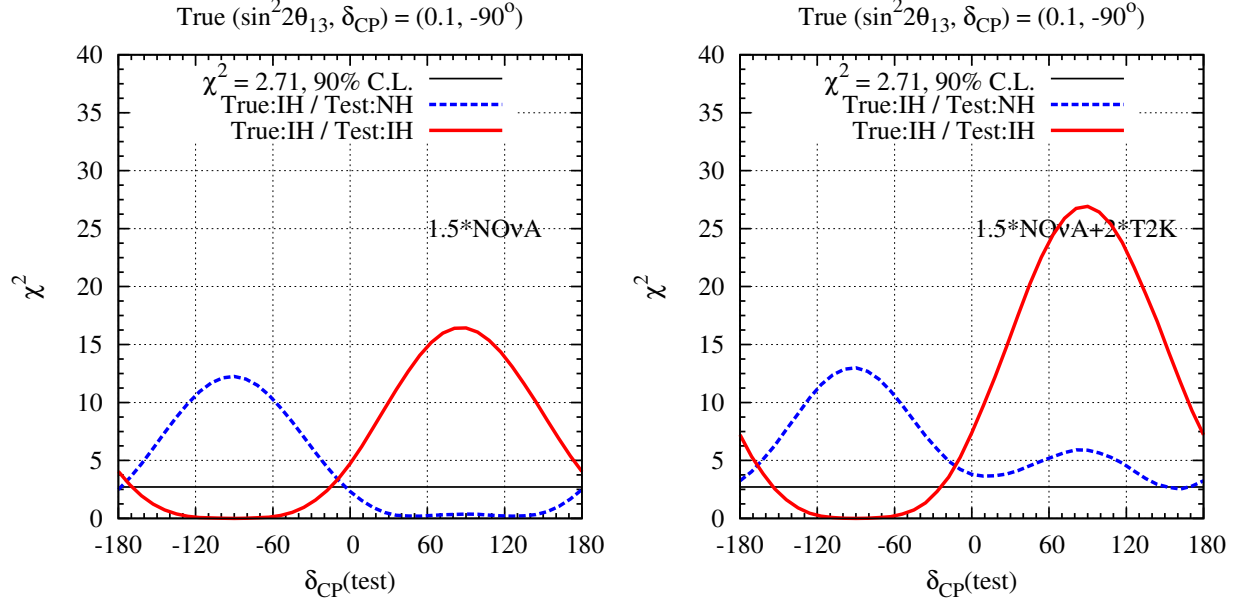 True (sin²2θ₁₃, δ_CP) = (0.1, -90°)
χ² = 2.71, 90% C.L.
True:IH / Test:NH
True:IH / Test:IH
1.5*NOνA
40
35
30
25
20
15
10
5
0
χ²
-180 -120 -60 0 60 120 180
δ_CP(test)
True (sin²2θ₁₃, δ_CP) = (0.1, -90°)
χ² = 2.71, 90% C.L.
True:IH / Test:NH
True:IH / Test:IH
1.5*NOνA+2*T2K
40
35
30
25
20
15
10
5
0
χ²
-180 -120 -60 0 60 120 180
δ_CP(test)